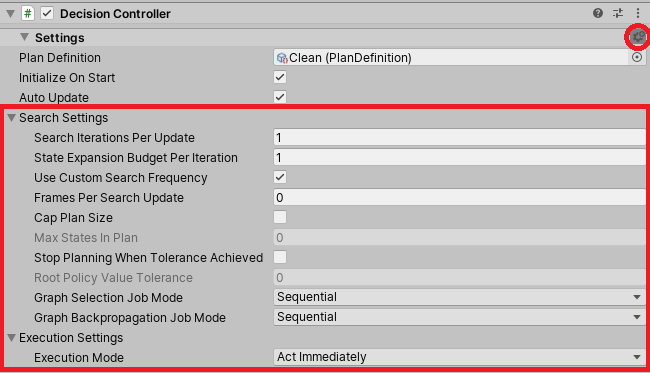 Decision Controller
Settings
Plan Definition Clean (PlanDefinition)
Initialize On Start
Auto Update
Search Settings
Search Iterations Per Update 1
State Expansion Budget Per Iteration 1
Use Custom Search Frequency
Frames Per Search Update 0
Cap Plan Size
Max States In Plan 0
Stop Planning When Tolerance Achieved
Root Policy Value Tolerance 0
Graph Selection Job Mode Sequential
Graph Backpropagation Job Mode Sequential
Execution Settings
Execution Mode Act Immediately